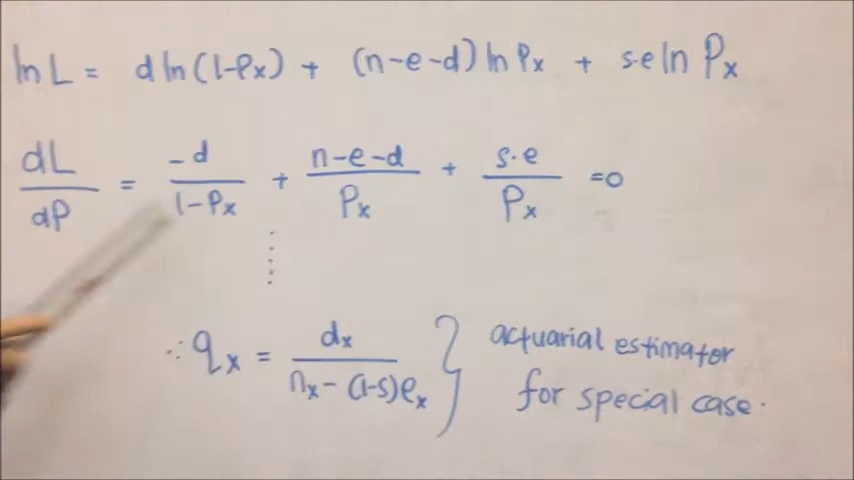 ln L = d ln(1-Px) + (n-e-d) ln Px + s·e ln Px
dL/dP = -d/(1-Px) + (n-e-d)/Px + s·e/Px =0
∴ qx = dx/(nx-(1-s)ex) } actuarial estimator
for special case.